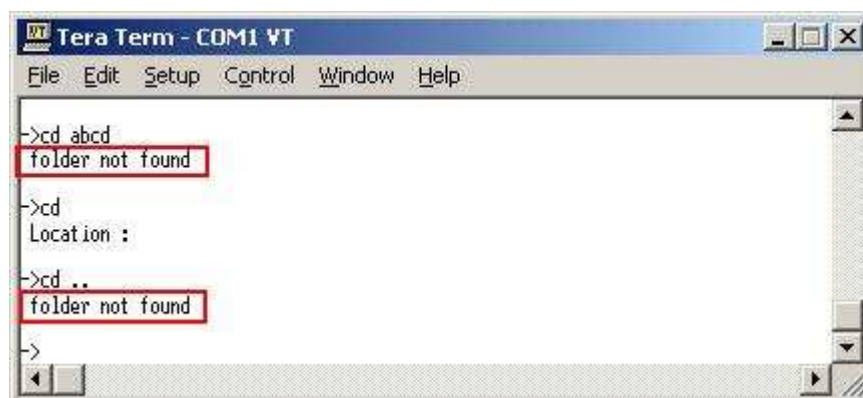 Tera Term - COM1 VT
File Edit Setup Control Window Help
->cd abcd
folder not found
->cd
Location :
->cd ..
folder not found
->